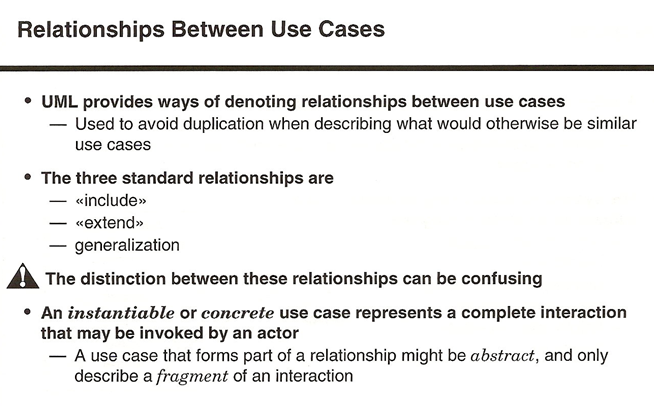 Relationships Between Use Cases
• UML provides ways of denoting relationships between use cases
— Used to avoid duplication when describing what would otherwise be similar
use cases
• The three standard relationships are
— «include»
— «extend»
— generalization
The distinction between these relationships can be confusing
• An instantiable or concrete use case represents a complete interaction
that may be invoked by an actor
— A use case that forms part of a relationship might be abstract, and only
describe a fragment of an interaction